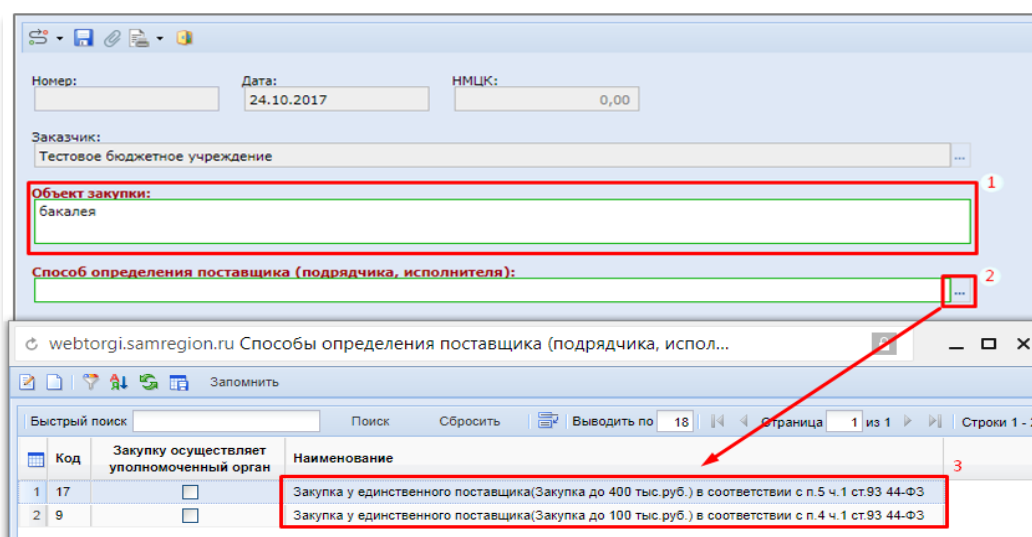 Номер: Дата: НМЦК:
24.10.2017 0,00
Заказчик:
Тестовое бюджетное учреждение ...
Объект закупки: 1
бакалея
Способ определения поставщика (подрядчика, исполнителя): 2
...
webtorgi.samregion.ru Способы определения поставщика (подрядчика, испол...
Запомнить
Быстрый поиск Поиск Сбросить Выводить по 18 Страница 1 из 1 Строки 1 -
Код Закупку осуществляет уполномоченный орган Наименование 3
1 17 Закупка у единственного поставщика(Закупка до 400 тыс.руб.) в соответствии с п.5 ч.1 ст.93 44-ФЗ
2 9 Закупка у единственного поставщика(Закупка до 100 тыс.руб.) в соответствии с п.4 ч.1 ст.93 44-ФЗ